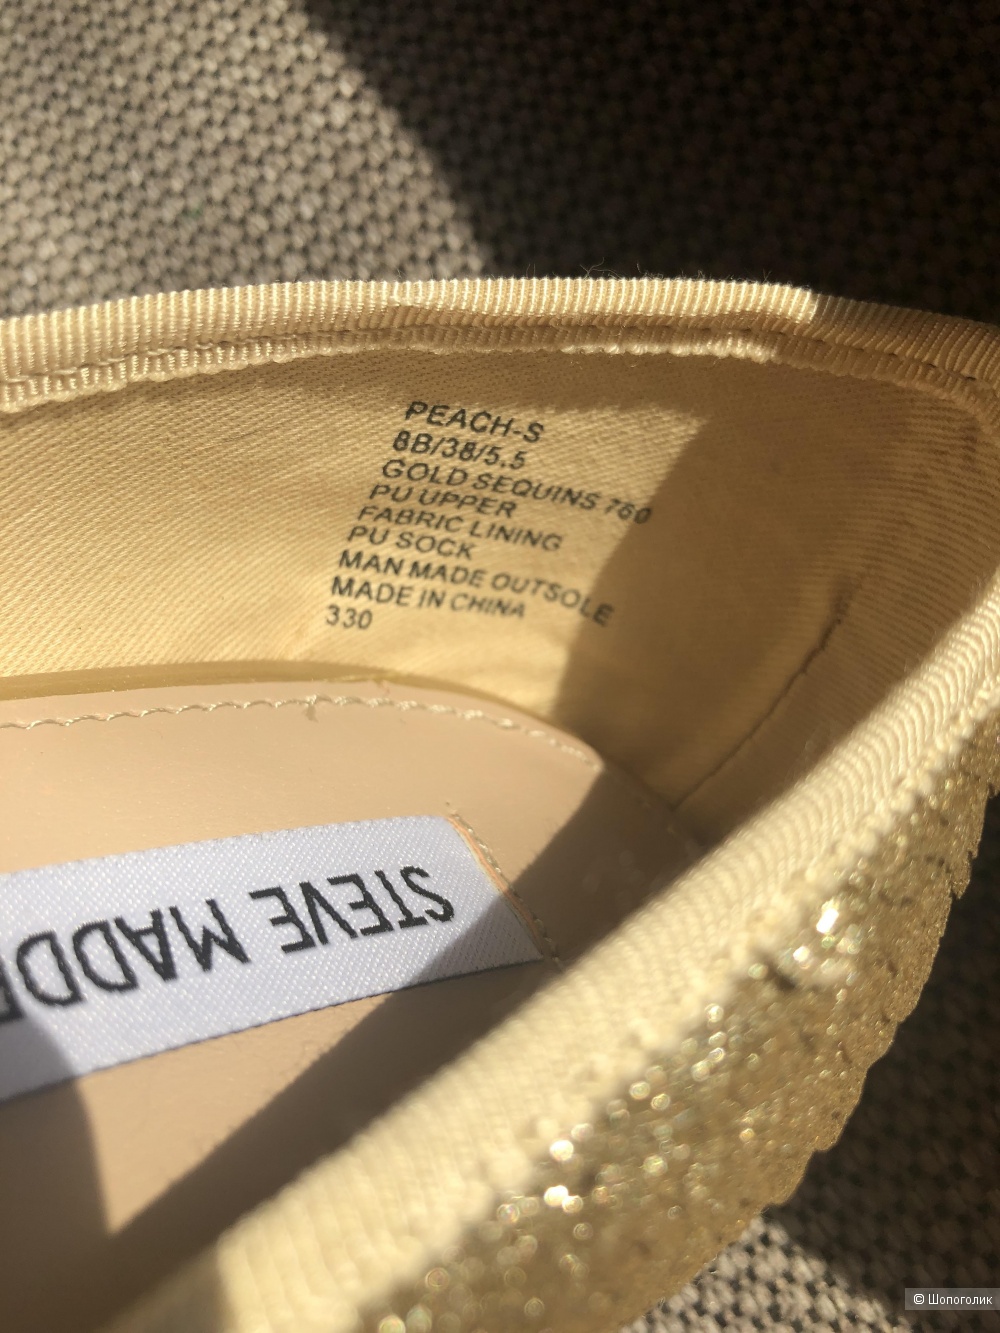 PEACH-S
8B/38/5.5
GOLD SEQUINS 760
PU UPPER
FABRIC LINING
PU SOCK
MAN MADE OUTSOLE
MADE IN CHINA
330
STEVE MADDE
© Шопоголик